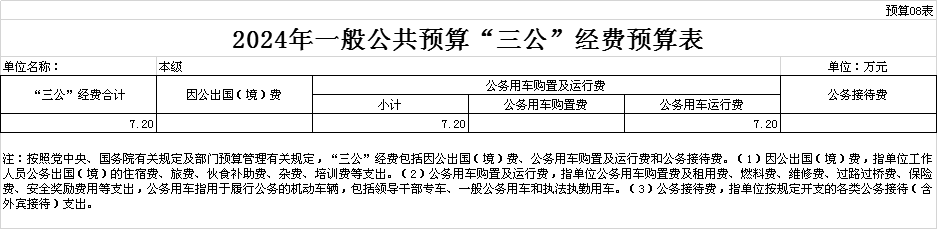 预算08表
2024年一般公共预算“三公”经费预算表
单位名称： 本级 单位：万元
“三公”经费合计 因公出国(境)费 公务用车购置及运行费 公务接待费
小计 公务用车购置费 公务用车运行费
7.20 7.20 7.20
注：按照党中央、国务院有关规定及部门预算管理有关规定，“三公”经费包括因公出国(境)费、公务用车购置及运行费和公务接待费。(1)因公出国(境)费，指单位工作
人员公务出国(境)的住宿费、旅费、伙食补助费、杂费、培训费等支出。(2)公务用车购置及运行费，指单位公务用车购置费及租用费、燃料费、维修费、过路过桥费、保险
费、安全奖励费用等支出，公务用车指用于履行公务的机动车辆，包括领导干部专车、一般公务用车和执法执勤用车。(3)公务接待费，指单位按规定开支的各类公务接待(含
外宾接待)支出。